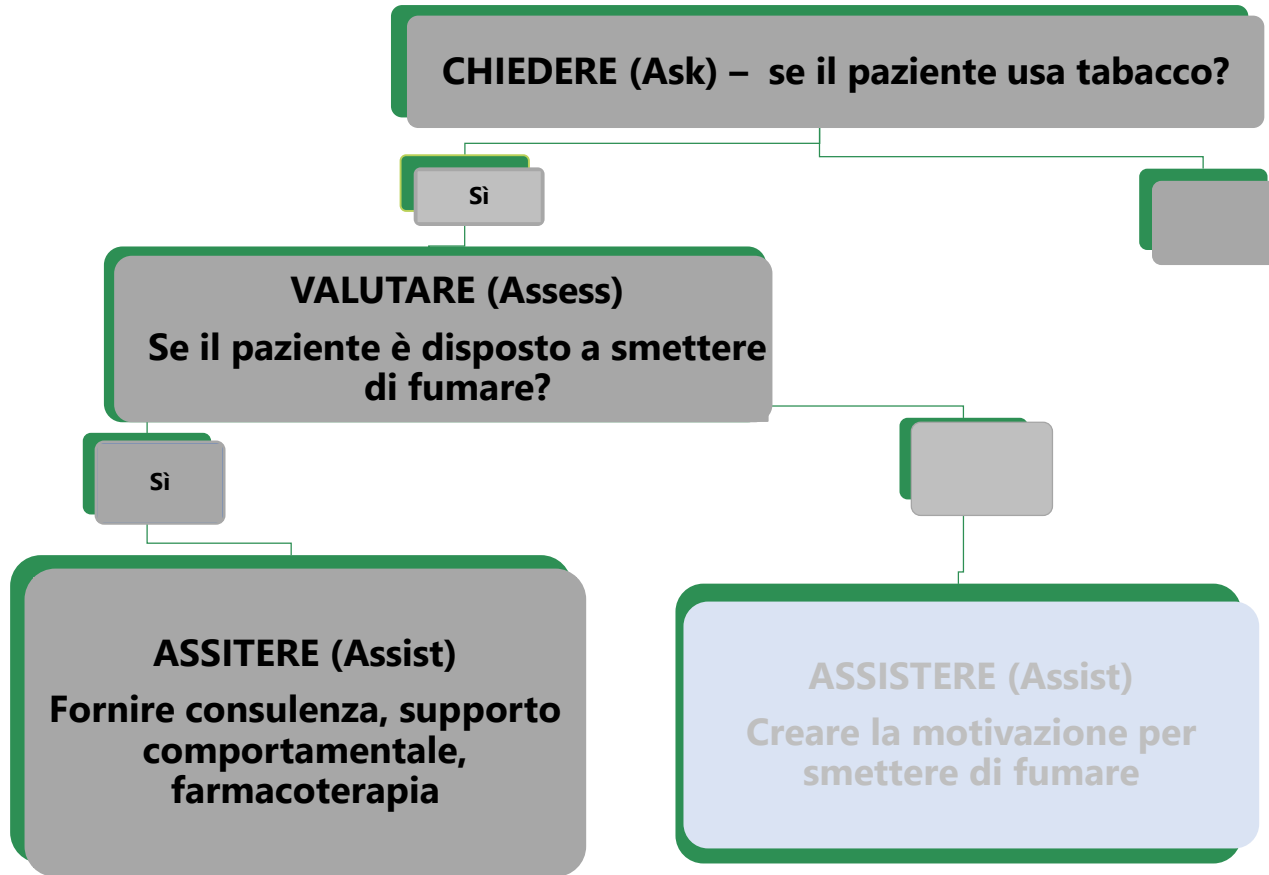 CHIEDERE (Ask) – se il paziente usa tabacco?
Sì
VALUTARE (Assess)
Se il paziente è disposto a smettere
di fumare?
Sì
ASSITERE (Assist)
Fornire consulenza, supporto
comportamentale,
farmacoterapia
ASSISTERE (Assist)
Creare la motivazione per
smettere di fumare